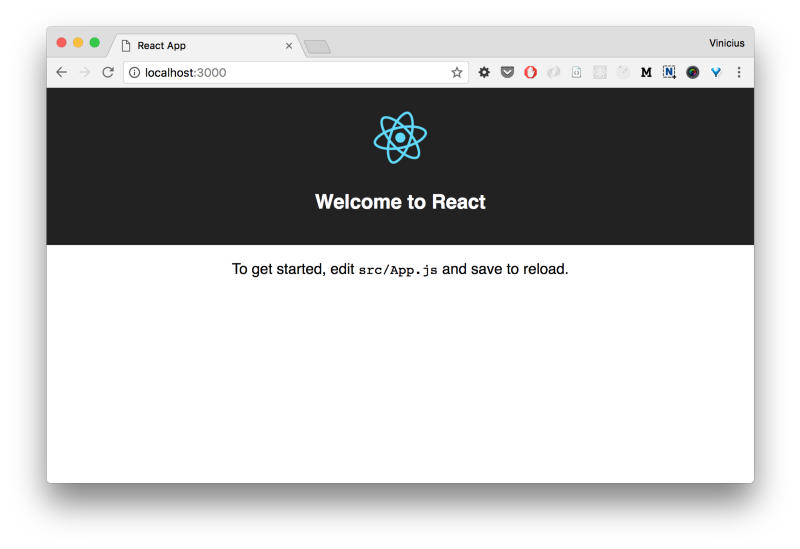 React App
Vinicius
localhost:3000
M
N
Welcome to React
To get started, edit src/App.js and save to reload.